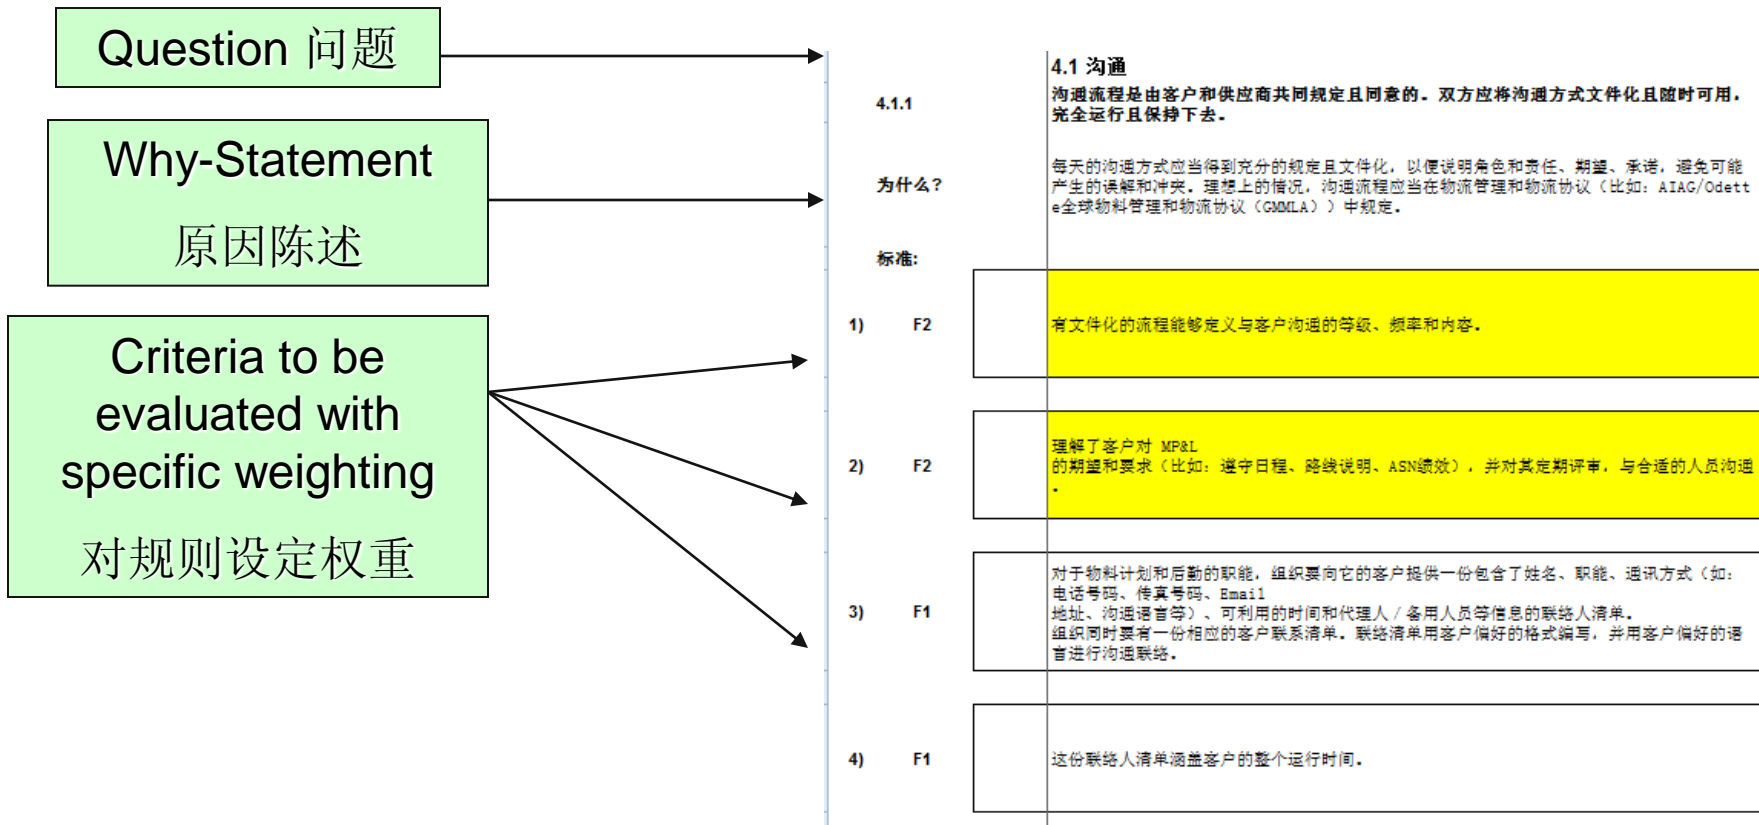 Question 问题
Why-Statement
原因陈述
Criteria to be
evaluated with
specific weighting
对规则设定权重
4.1 沟通
4.1.1
沟通流程是由客户和供应商共同规定且同意的. 双方应将沟通方式文件化且随时可用,
完全运行且保持下去.
为什么?
每天的沟通方式应当得到充分的规定且文件化, 以便说明角色和责任、期望、承诺, 避免可能
产生的误解和冲突. 理想上的情况, 沟通流程应当在物流管理和物流协议 (比如: AIAG/Odett
e全球物料管理和物流协议 (GMMLA) ) 中规定.
标准:
1) F2 有文件化的流程能够定义与客户沟通的等级、频率和内容.
2) F2
理解了客户对 MP&L
的期望和要求 (比如: 遵守日程、路线说明、ASN绩效) , 并对其定期评审, 与合适的人员沟通
.
3) F1
对于物料计划和后勤的职能, 组织要向它的客户提供一份包含了姓名、职能、通讯方式 (如:
电话号码、传真号码、Email
地址、沟通语言等) 、可利用的时间和代理人/备用人员等信息的联络人清单.
组织同时要有一份相应的客户联系清单. 联络清单用客户偏好的格式编写, 并用客户偏好的语
言进行沟通联络.
4) F1 这份联络人清单涵盖客户的整个运行时间.